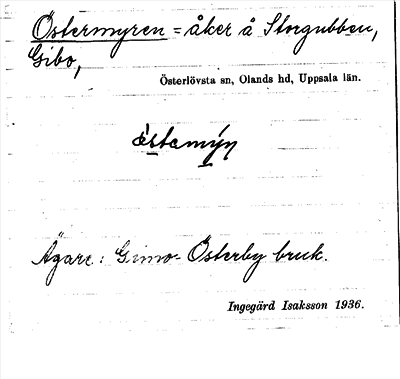 Östermyren = åker å Storgubben,
Gibo,
Österlövsta sn, Olands hd, Uppsala län.
Ägare: Gimo-Österby bruk.
Ingegärd Isaksson 1936.